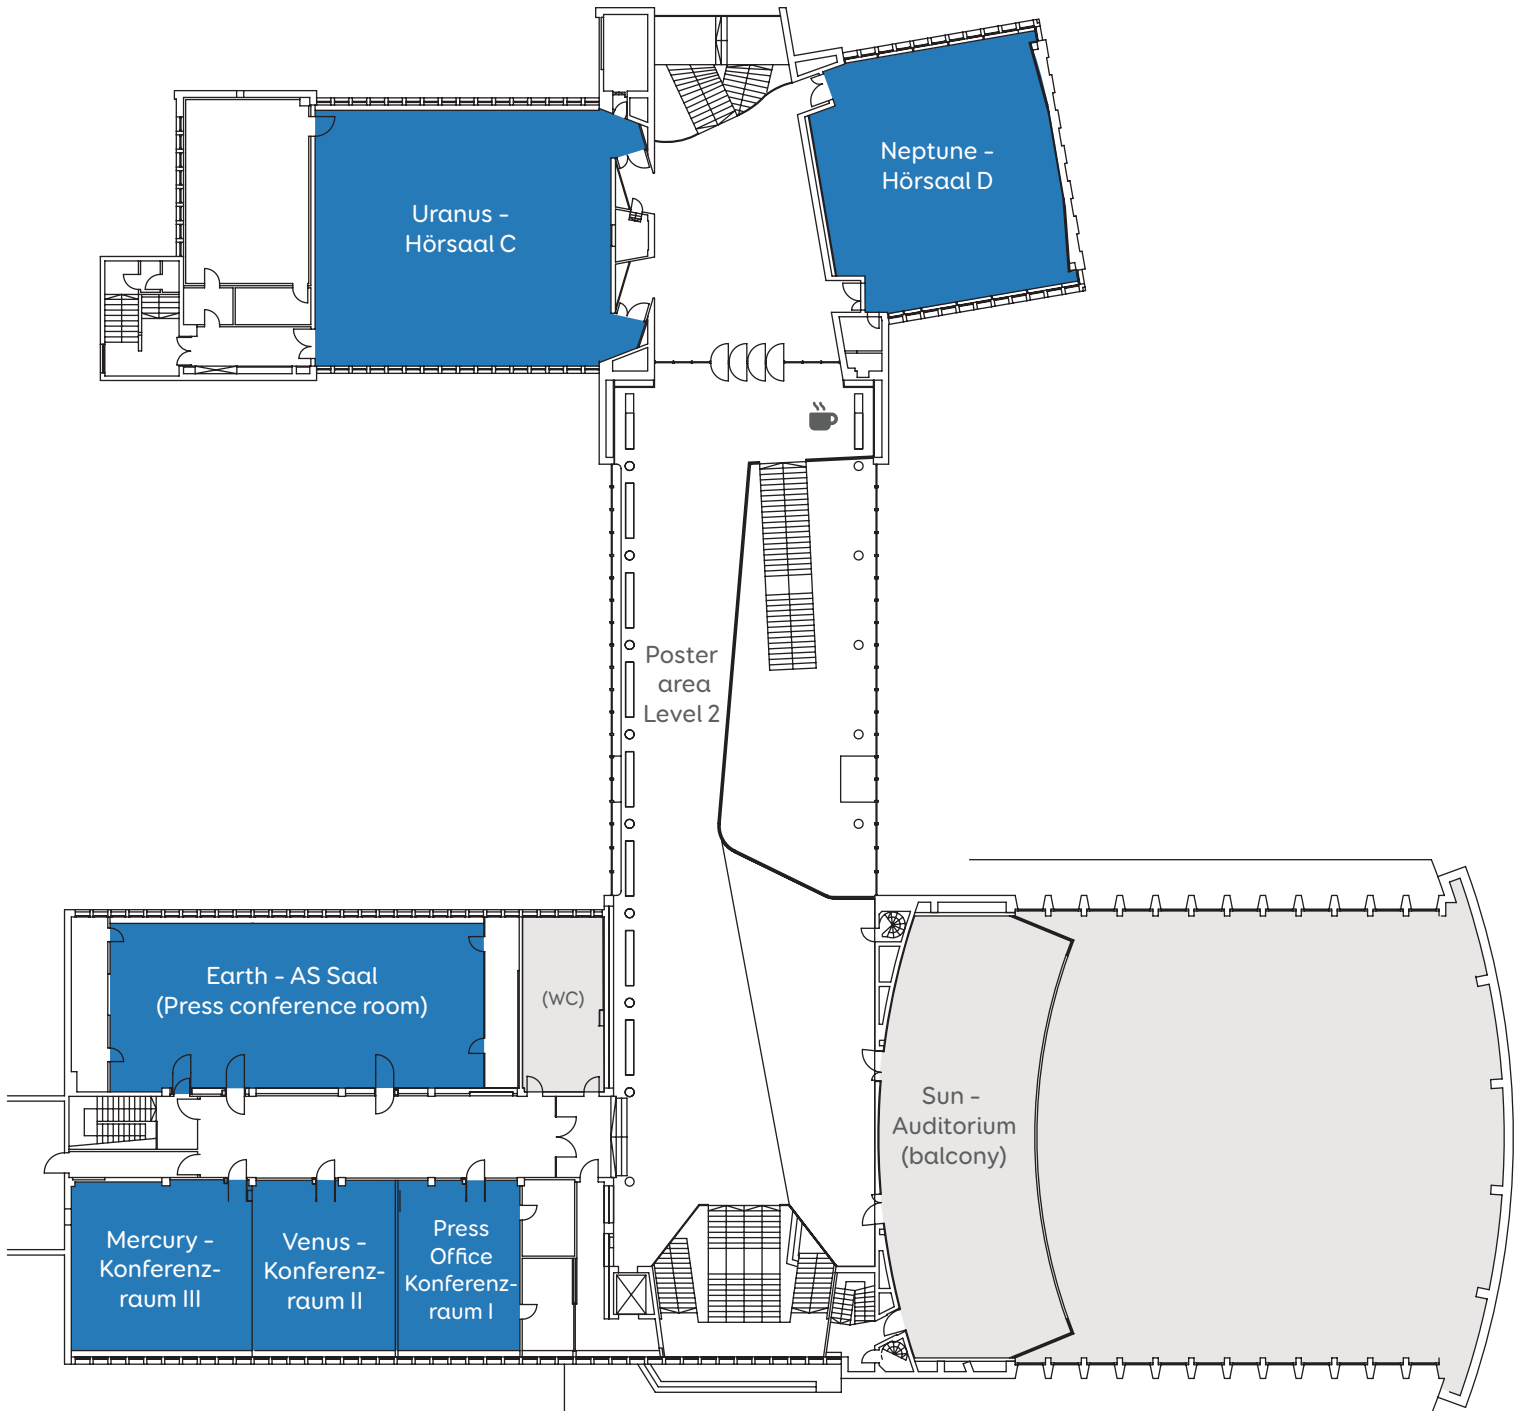 Neptune -
Hörsaal D
Uranus -
Hörsaal C
Poster
area
Level 2
Earth - AS Saal
(Press conference room)
(WC)
Sun -
Auditorium
(balcony)
Mercury -
Konferenz-
raum III
Venus -
Konferenz-
raum II
Press
Office
Konferenz-
raum I